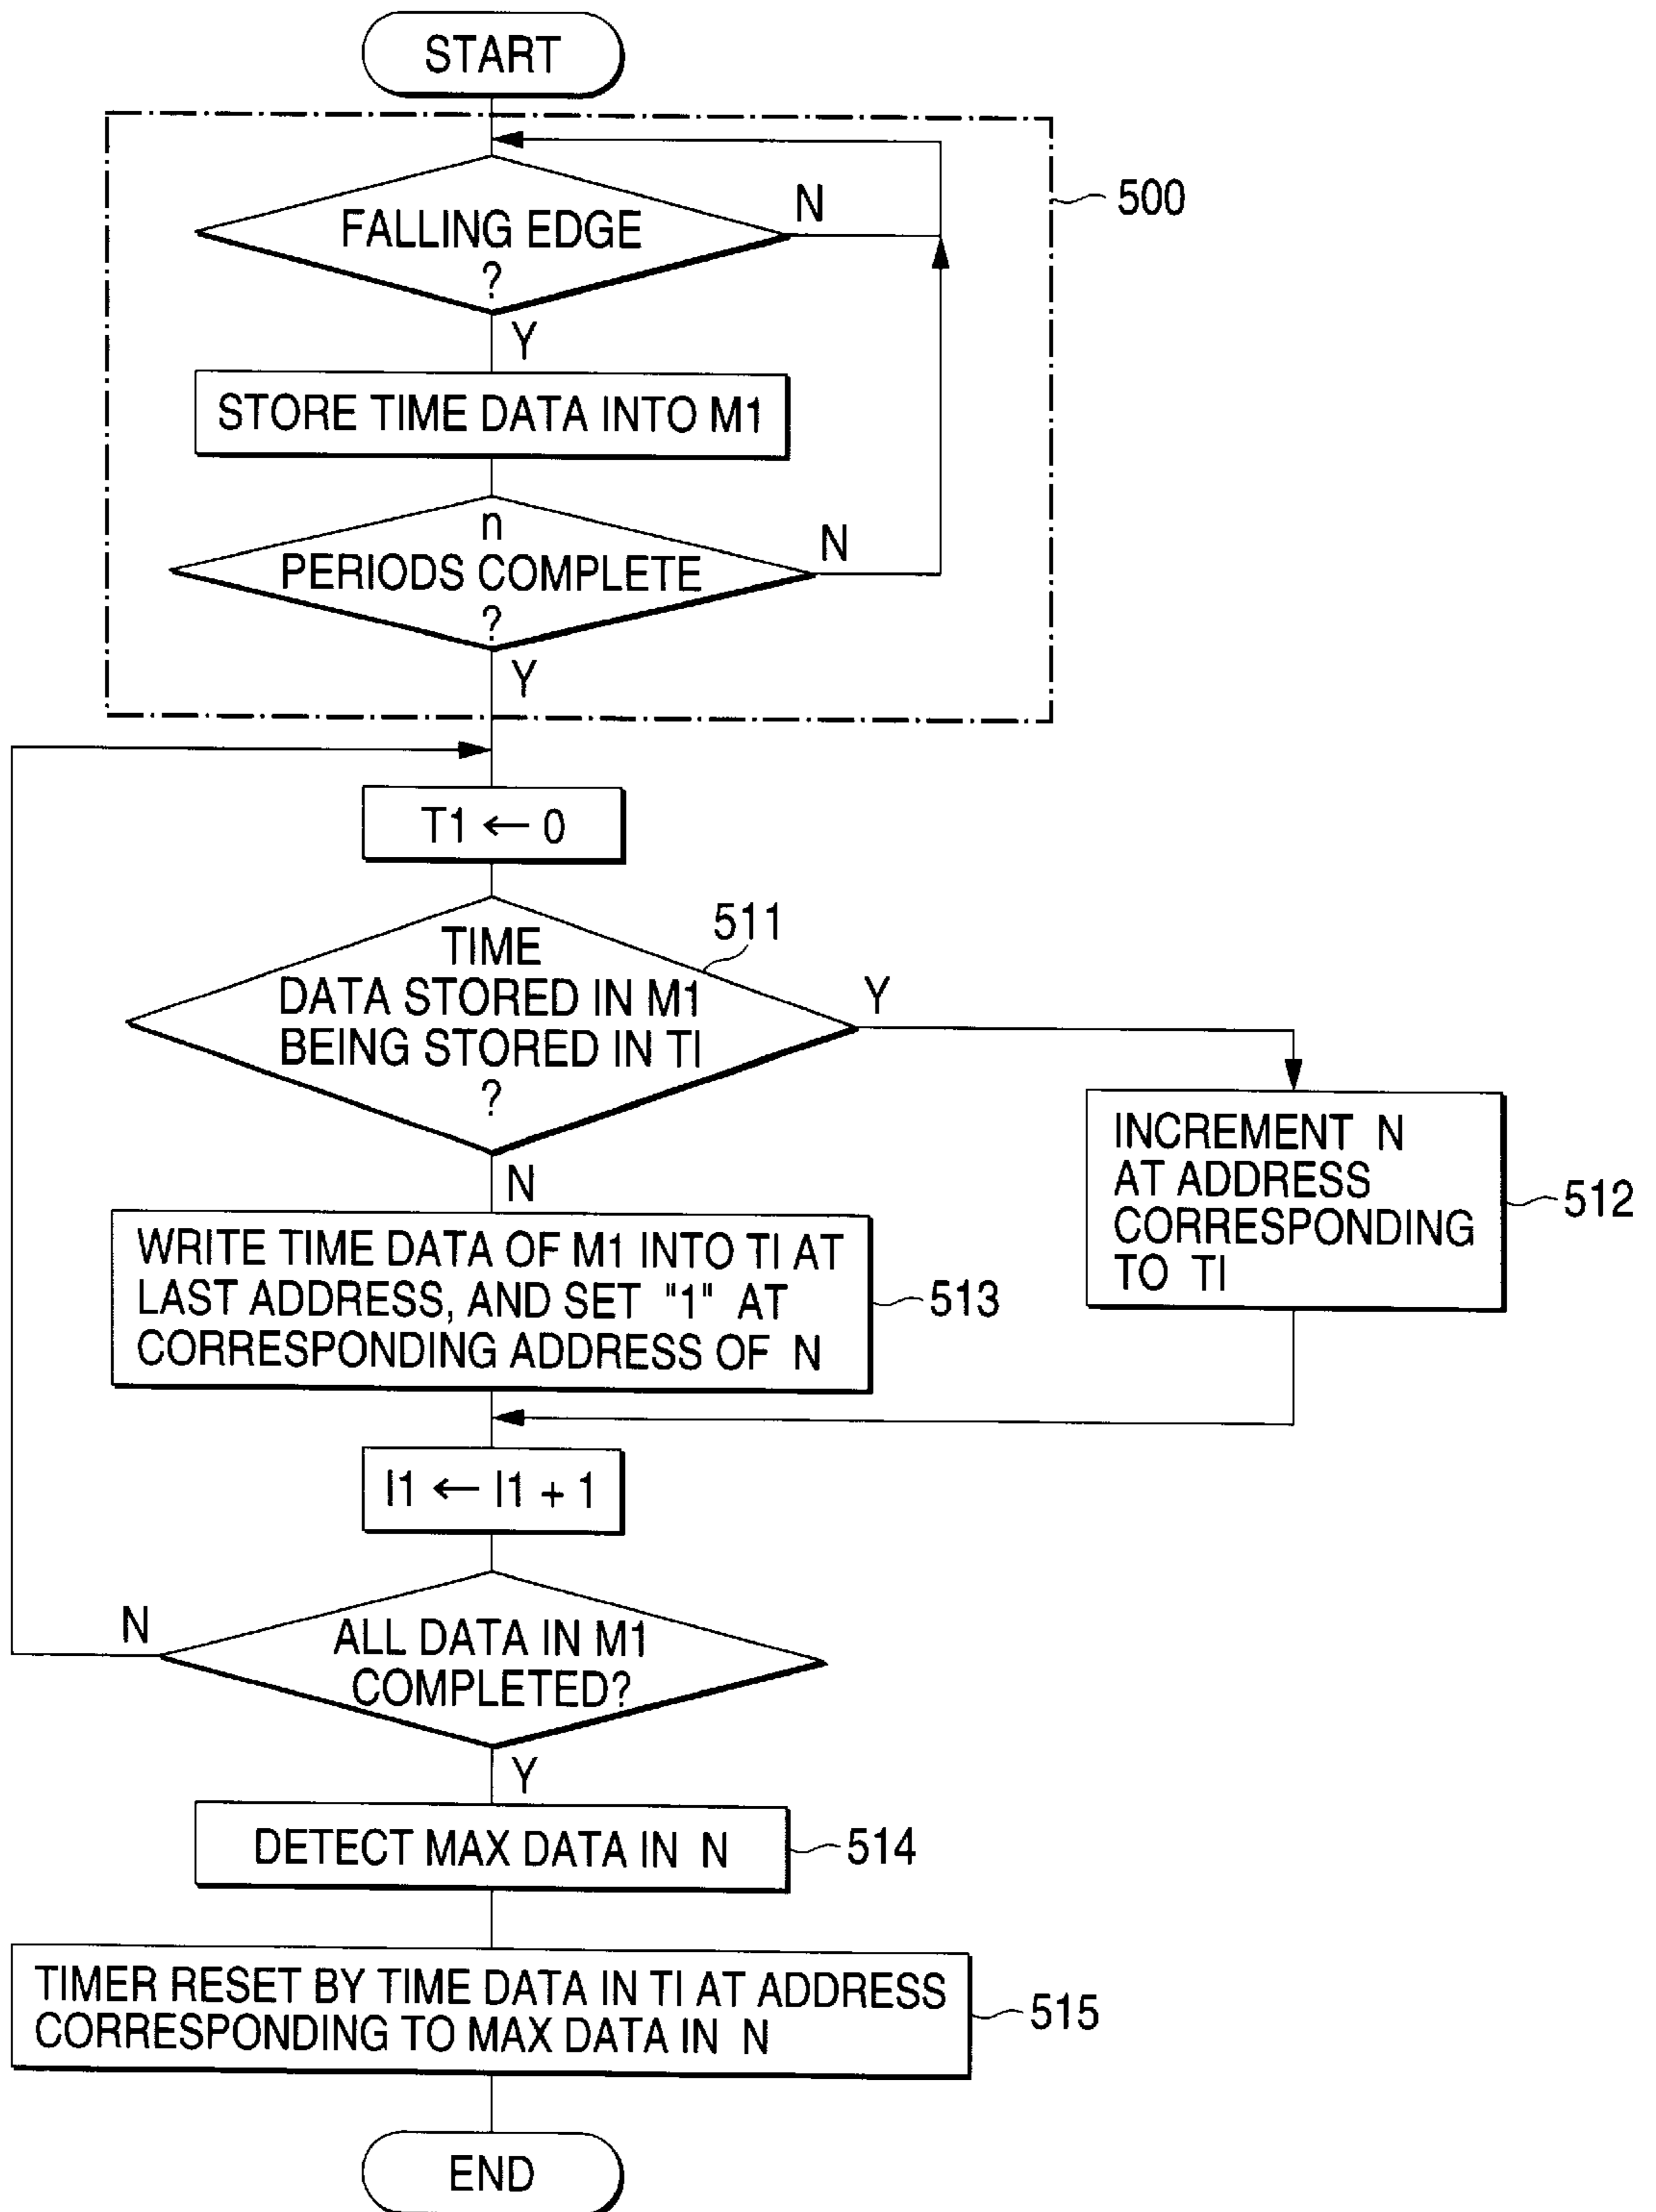 START
500
N
FALLING EDGE
?
Y
STORE TIME DATA INTO M1
n
N
PERIODS COMPLETE
?
Y
T1 ← 0
511
TIME
DATA STORED IN M1
Y
BEING STORED IN TI
?
N
INCREMENT N
AT ADDRESS
CORRESPONDING
TO TI
512
WRITE TIME DATA OF M1 INTO TI AT
LAST ADDRESS, AND SET "1" AT
CORRESPONDING ADDRESS OF N
513
I1 ← I1 + 1
N
ALL DATA IN M1
COMPLETED?
Y
DETECT MAX DATA IN N
514
TIMER RESET BY TIME DATA IN TI AT ADDRESS
CORRESPONDING TO MAX DATA IN N
515
END